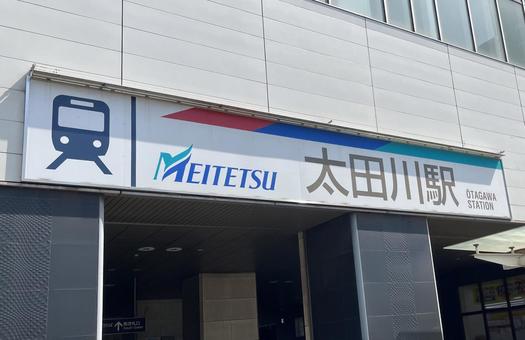 MEITETSU
太田川駅
ŌTAGAWA
STATION